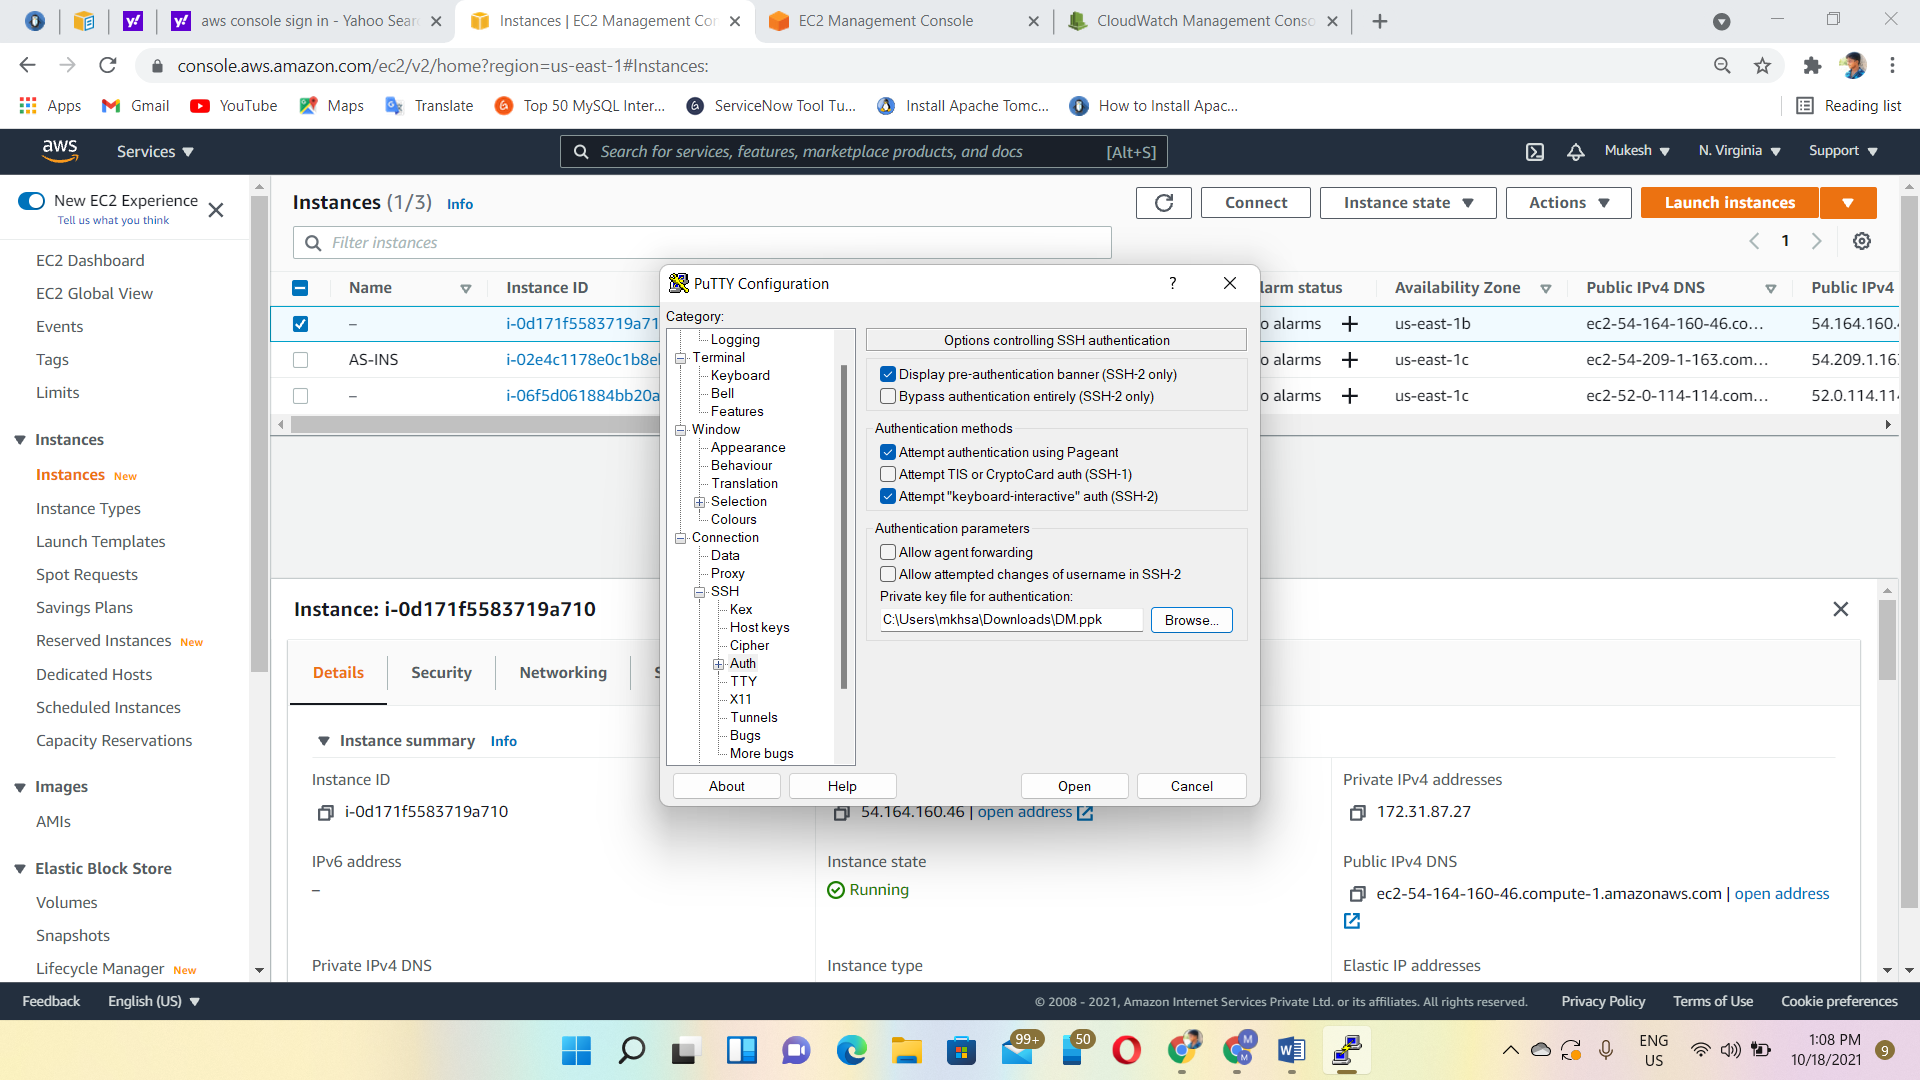 aws console sign in - Yahoo Sear
Instances | EC2 Management Con
EC2 Management Console
CloudWatch Management Conso
console.aws.amazon.com/ec2/v2/home?region=us-east-1#Instances:
Apps
Gmail
YouTube
Maps
Translate
Top 50 MySQL Inter...
ServiceNow Tool Tu...
Install Apache Tomc...
How to Install Apac...
Reading list
aws
Services
Search for services, features, marketplace products, and docs
[Alt+S]
Mukesh
N. Virginia
Support
New EC2 Experience
Tell us what you think
EC2 Dashboard
EC2 Global View
Events
Tags
Limits
Instances
Instances New
Instance Types
Launch Templates
Spot Requests
Savings Plans
Reserved Instances New
Dedicated Hosts
Scheduled Instances
Capacity Reservations
Images
AMIs
Elastic Block Store
Volumes
Snapshots
Lifecycle Manager New
Instances (1/3) Info
Connect
Instance state
Actions
Launch instances
Filter instances
1
Name
Instance ID
larm status
Availability Zone
Public IPv4 DNS
Public IPv4
–
i-0d171f5583719a71
o alarms
us-east-1b
ec2-54-164-160-46.co...
54.164.160.
AS-INS
i-02e4c1178e0c1b8e
o alarms
us-east-1c
ec2-54-209-1-163.com...
54.209.1.16
–
i-06f5d061884bb20a
o alarms
us-east-1c
ec2-52-0-114-114.com...
52.0.114.11
PuTTY Configuration
?
Category:
Logging
Terminal
Keyboard
Bell
Features
Window
Appearance
Behaviour
Translation
Selection
Colours
Connection
Data
Proxy
SSH
Kex
Host keys
Cipher
Auth
TTY
X11
Tunnels
Bugs
More bugs
Options controlling SSH authentication
Display pre-authentication banner (SSH-2 only)
Bypass authentication entirely (SSH-2 only)
Authentication methods
Attempt authentication using Pageant
Attempt TIS or CryptoCard auth (SSH-1)
Attempt "keyboard-interactive" auth (SSH-2)
Authentication parameters
Allow agent forwarding
Allow attempted changes of username in SSH-2
Private key file for authentication:
C:\Users\mkhsa\Downloads\DM.ppk
Browse...
About
Help
Open
Cancel
Instance: i-0d171f5583719a710
Details
Security
Networking
S
Instance summary Info
Instance ID
i-0d171f5583719a710
54.164.160.46 | open address
Private IPv4 addresses
172.31.87.27
IPv6 address
–
Instance state
Running
Public IPv4 DNS
ec2-54-164-160-46.compute-1.amazonaws.com | open address
Private IPv4 DNS
Instance type
Elastic IP addresses
Feedback
English (US)
© 2008 - 2021, Amazon Internet Services Private Ltd. or its affiliates. All rights reserved.
Privacy Policy
Terms of Use
Cookie preferences
99+
50
M
M
ENG
US
1:08 PM
10/18/2021
9